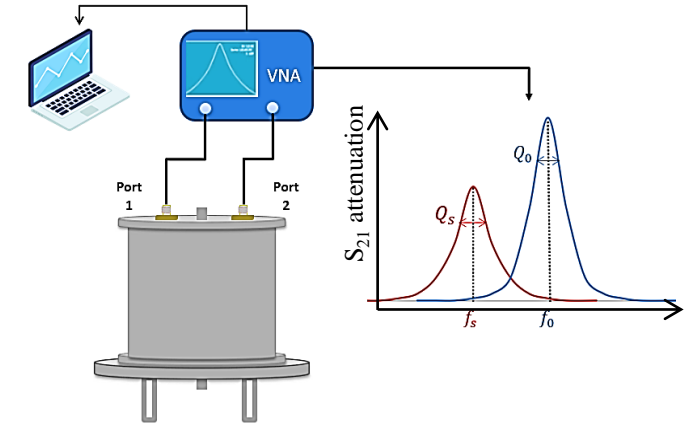 VNA
Port
1
Port
2
S₂₁ attenuation
Q₀
Qₛ
fₛ
f₀